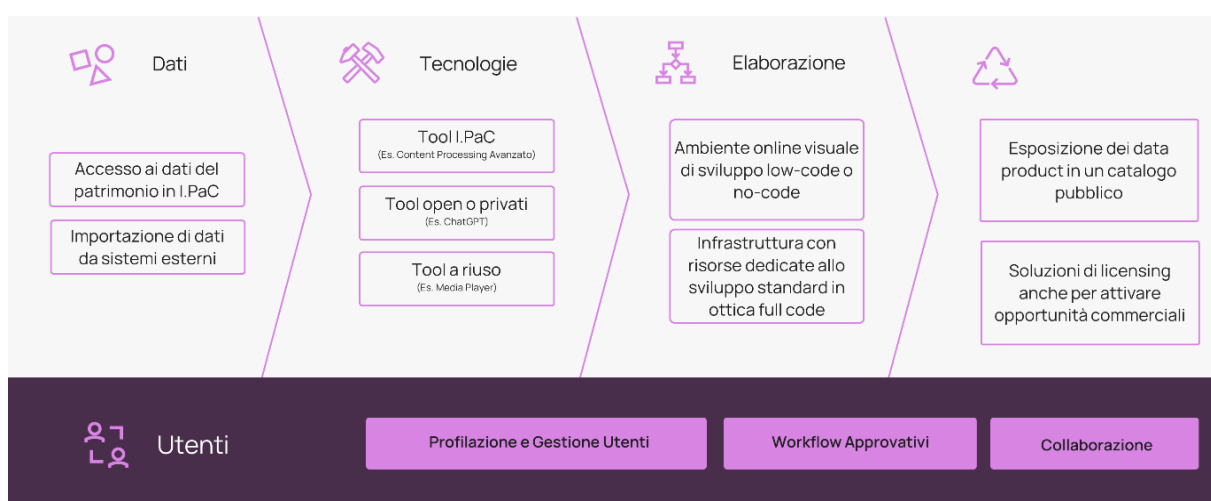 Dati
Accesso ai dati del
patrimonio in I.PaC
Importazione di dati
da sistemi esterni
Tecnologie
Tool I.PaC
(Es. Content Processing Avanzato)
Tool open o privati
(Es. ChatGPT)
Tool a riuso
(Es. Media Player)
Elaborazione
Ambiente online visuale
di sviluppo low-code o
no-code
Infrastruttura con
risorse dedicate allo
sviluppo standard in
ottica full code
Esposizione dei data
product in un catalogo
pubblico
Soluzioni di licensing
anche per attivare
opportunità commerciali
Utenti
Profilazione e Gestione Utenti
Workflow Approvativi
Collaborazione